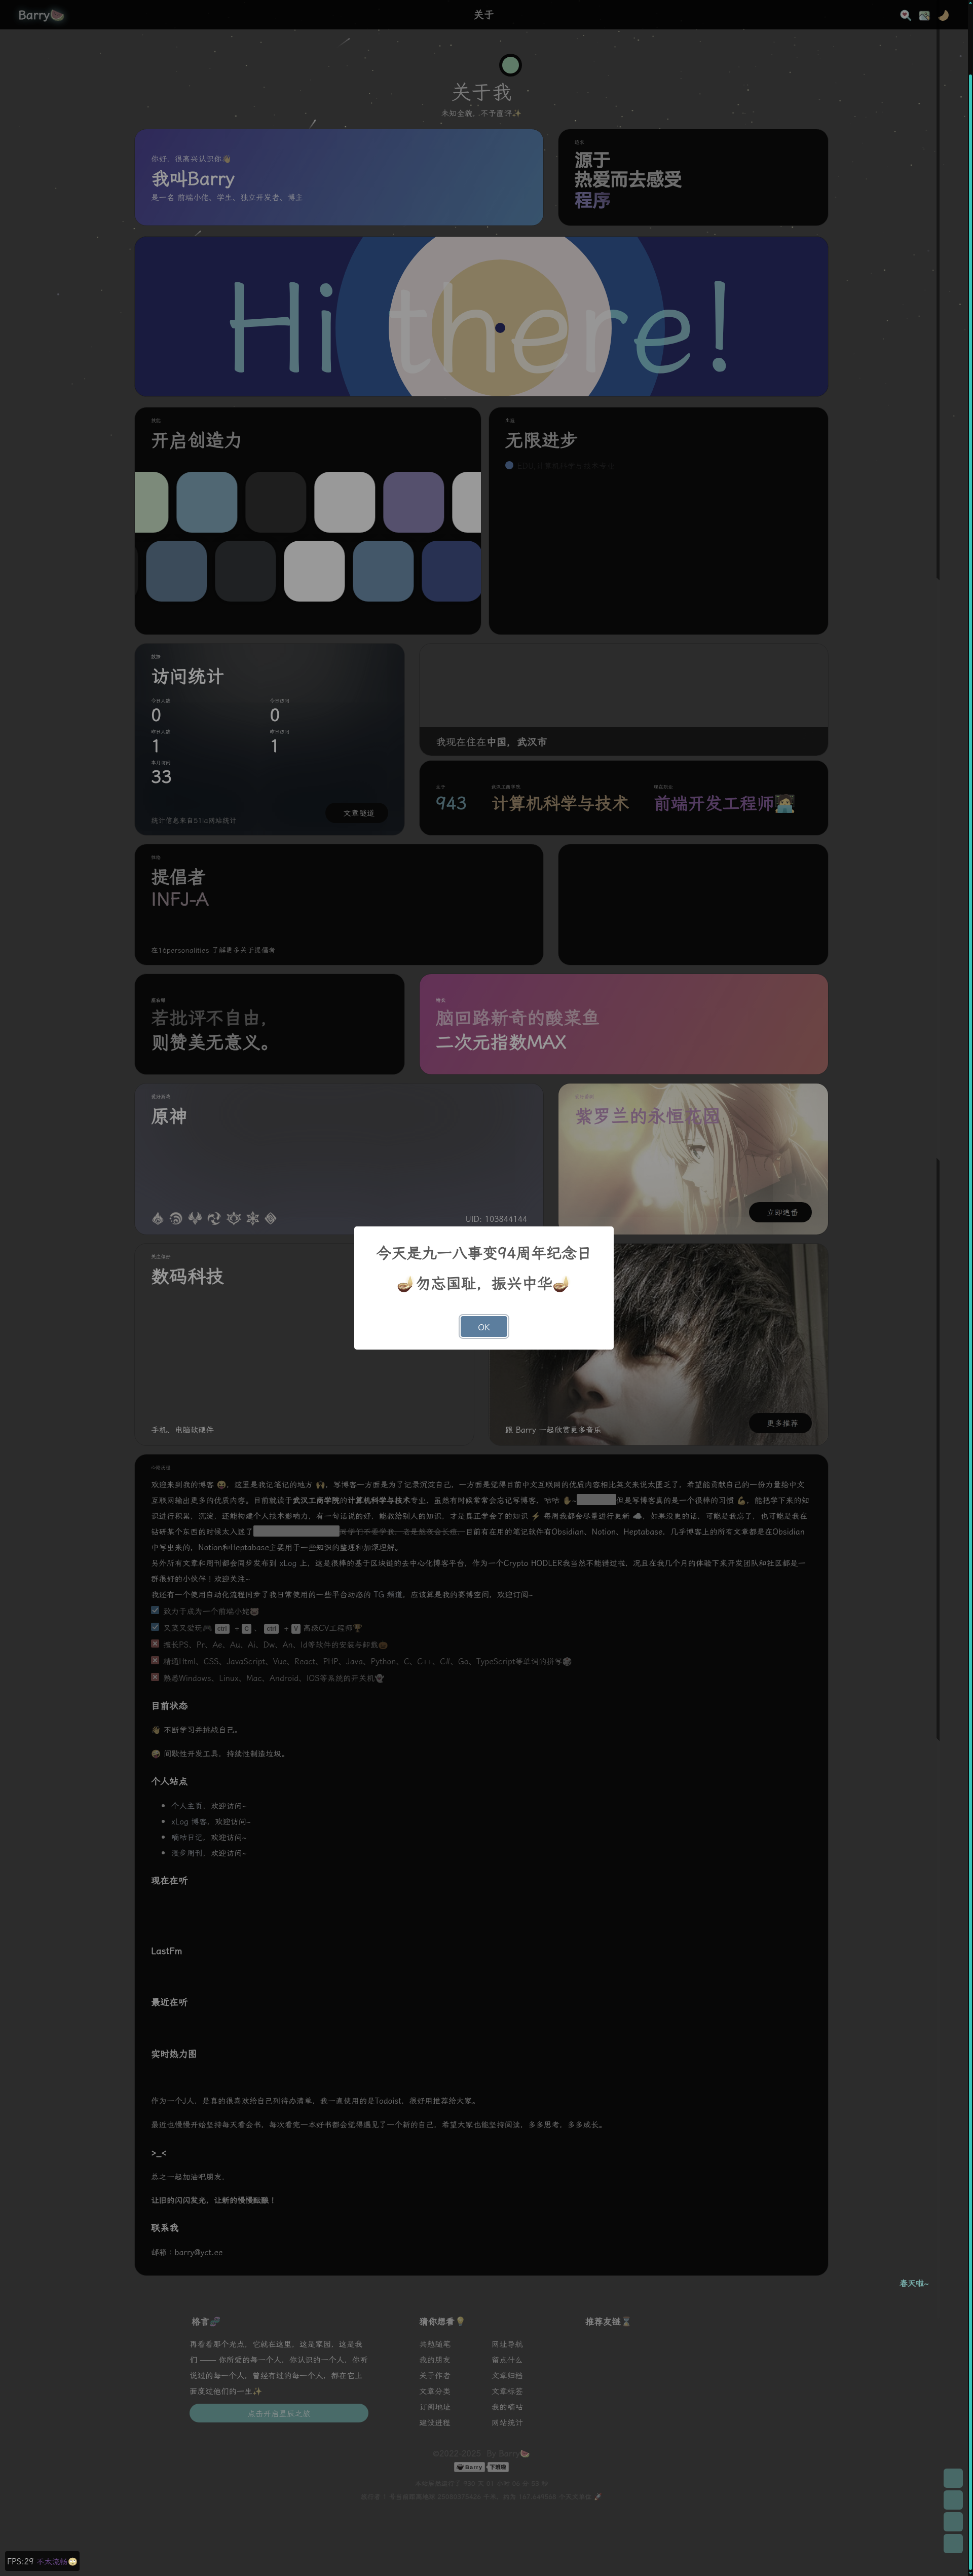 Barry🍉
关于
关于我
未知全貌，不予置评✨
你好，很高兴认识你👋
我叫Barry
是一名 前端小佬、学生、独立开发者、博主
追求
源于
热爱而去感受
程序
Hi there!
技能
开启创造力
生涯
无限进步
数据
访问统计
今日人数
今日访问
0
0
昨日人数
昨日访问
1
1
本月访问
33
统计信息来自51la网站统计
文章隧道
我现在住在中国，武汉市
生于
武汉工商学院
现在职业
943
计算机科学与技术
前端开发工程师🧑‍💻
性格
提倡者
INFJ-A
在16personalities 了解更多关于提倡者
座右铭
若批评不自由，
则赞美无意义。
特长
脑回路新奇的酸菜鱼
二次元指数MAX
爱好游戏
原神
UID: 103844144
紫罗兰的永恒花园
立即追番
今天是九一八事变94周年纪念日
🪔勿忘国耻，振兴中华🪔
OK
关注偏好
数码科技
手机、电脑软硬件
跟 Barry 一起欣赏更多音乐
更多推荐
心路历程
欢迎来到我的博客 😝，这里是我记笔记的地方 🙌，写博客一方面是为了记录沉淀自己，一方面是觉得目前中文互联网的优质内容相比英文来说太匮乏了，希望能贡献自己的一份力量给中文
互联网输出更多的优质内容。目前就读于武汉工商学院的计算机科学与技术专业，虽然有时候常常会忘记写博客，咕咕 ✋~但是写博客真的是一个很棒的习惯 💪，能把学下来的知
识进行积累，沉淀，还能构建个人技术影响力，有一句话说的好，能教给别人的知识，才是真正学会了的知识 ⚡ 每周我都会尽量进行更新 ☁️，如果没更的话，可能是我忘了，也可能是我在
钻研某个东西的时候太入迷了同学们不要学我，老是熬夜会长痘，目前有在用的笔记软件有Obsidian、Notion、Heptabase，几乎博客上的所有文章都是在Obsidian
中写出来的，Notion和Heptabase主要用于一些知识的整理和加深理解。
另外所有文章和周刊都会同步发布到 xLog 上，这是很棒的基于区块链的去中心化博客平台，作为一个Crypto HODLER我当然不能错过啦，况且在我几个月的体验下来开发团队和社区都是一
群很好的小伙伴！欢迎关注~
我还有一个使用自动化流程同步了我日常使用的一些平台动态的 TG 频道，应该算是我的赛博空间，欢迎订阅~
致力于成为一个前端小佬🐷
又菜又爱玩🎮 ctrl + C ， ctrl + V 高级CV工程师🏆
擅长PS、Pr、Ae、Au、Ai、Dw、An、Id等软件的安装与卸载🎃
精通Html、CSS、JavaScript、Vue、React、PHP、Java、Python、C、C++、C#、Go、TypeScript等单词的拼写🎲
熟悉Windows、Linux、Mac、Android、IOS等系统的开关机👻
目前状态
👋 不断学习并挑战自己。
🤪 间歇性开发工具，持续性制造垃圾。
个人站点
个人主页，欢迎访问~
xLog 博客，欢迎访问~
嘀咕日记，欢迎访问~
漫步周刊，欢迎访问~
现在在听
LastFm
最近在听
实时热力图
作为一个J人，是真的很喜欢给自己列待办清单，我一直使用的是Todoist，很好用推荐给大家。
最近也慢慢开始坚持每天看会书，每次看完一本好书都会觉得遇见了一个新的自己，希望大家也能坚持阅读，多多思考，多多成长。
>_<
总之一起加油吧朋友，
让旧的闪闪发光，让新的慢慢酝酿！
联系我
邮箱：barry@yct.ee
春天啦~
格言🧬
再看看那个光点，它就在这里，这是家园，这是我
们 —— 你所爱的每一个人，你认识的一个人，你听
说过的每一个人，曾经有过的每一个人，都在它上
面度过他们的一生✨
点击开启星辰之旅
猜你想看💡
共勉随笔
网址导航
我的朋友
留点什么
关于作者
文章归档
文章分类
文章标签
订阅地址
我的嘀咕
建设进程
网站统计
推荐友链⌛
©2022-2025 By Barry🍉
Barry 下班啦
FPS:29 不太流畅🙄